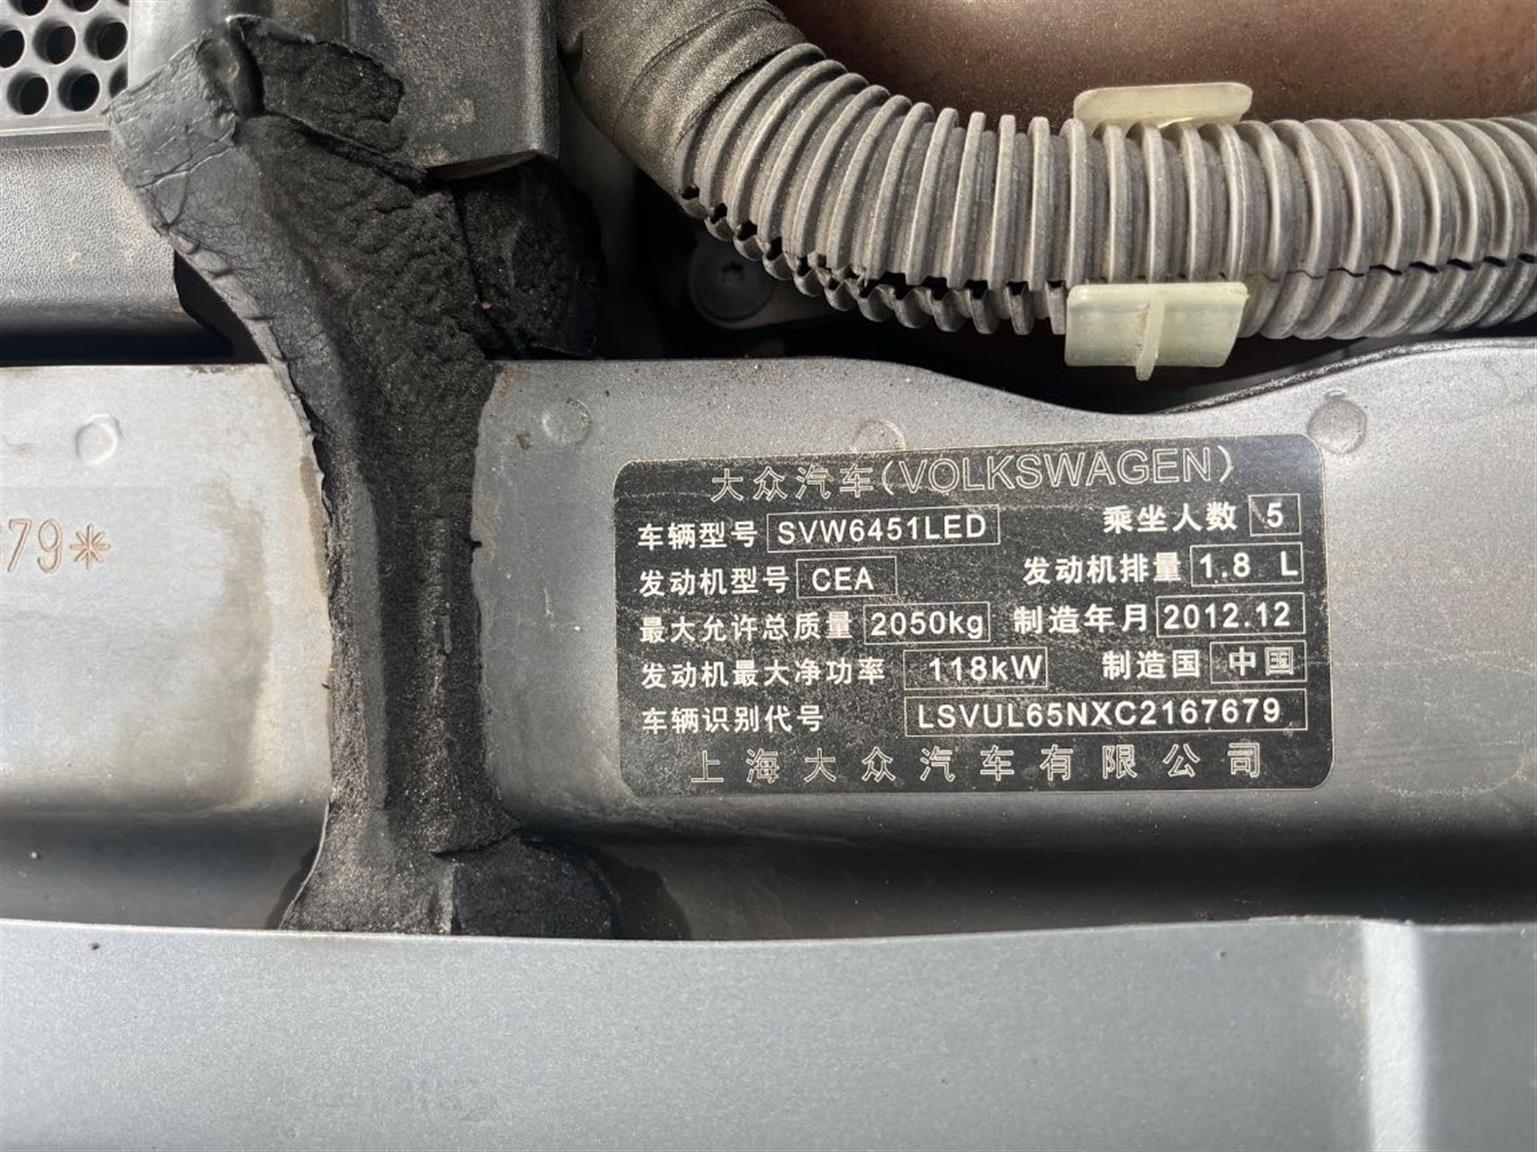 大众汽车(VOLKSWAGEN)
车辆型号 SVW6451LED 乘坐人数 5
发动机型号 CEA 发动机排量 1.8 L
最大允许总质量 2050kg 制造年月 2012.12
发动机最大净功率 118kW 制造国 中国
车辆识别代号 LSVUL65NXC2167679
上海大众汽车有限公司
79*